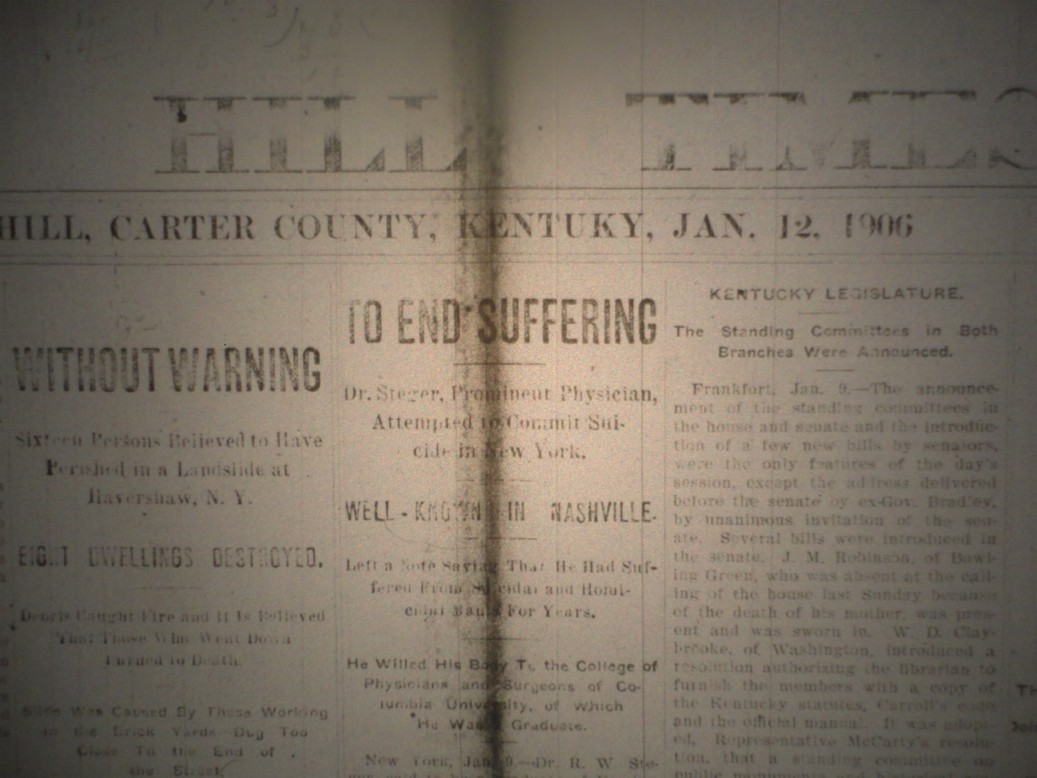 HILL TIMES
HILL, CARTER COUNTY, KENTUKY, JAN. 12, 1906
WITHOUT WARNING
Sixteen Persons Believed to Have
Perished in a Landslide at
Havershaw, N. Y.
EIGHT DWELLINGS DESTROYED.
Debris Caught Fire and It Is Believed
That Those Who Went Down
Burned to Death.
Slide Was Caused By Those Working
in the Brick Yards Dug Too
Close To the End of
the Street
TO END SUFFERING
Dr. Steger, Prominent Physician,
Attempted to Commit Sui-
cide in New York.
WELL-KNOWN IN NASHVILLE.
Left a Note Saying That He Had Suf-
fered From Suicidal and Homi-
cidal For Years.
He Willed His Body To the College of
Physicians and Surgeons of Co-
lumbia University, of Which
He Was Graduate.
New York, Jan. 9.—Dr. R. W. Ste-
KENTUCKY LEGISLATURE.
The Standing Committees in Both
Branches Were Announced.
Frankfort, Jan. 9.—The announce-
ment of the standing committees in
the house and senate and the introduc-
tion of a few new bills by senators,
were the only features of the day's
session, except the address delivered
before the senate by ex-Gov. Bradley,
by unanimous invitation of the sen-
ate. Several bills were introduced in
the senate. J. M. Robinson, of Bowl-
ing Green, who was absent at the call-
ing of the house last Sunday because
of the death of his mother, was pres-
ent and was sworn in. W. D. Clay-
brooke, of Washington, introduced a
resolution authorizing the librarian to
furnish the members with a copy of
the Kentucky statutes, Carroll's code
and the official manual. It was adopt-
ed. Representative McCarty's resolu-
tion, that a standing committee on